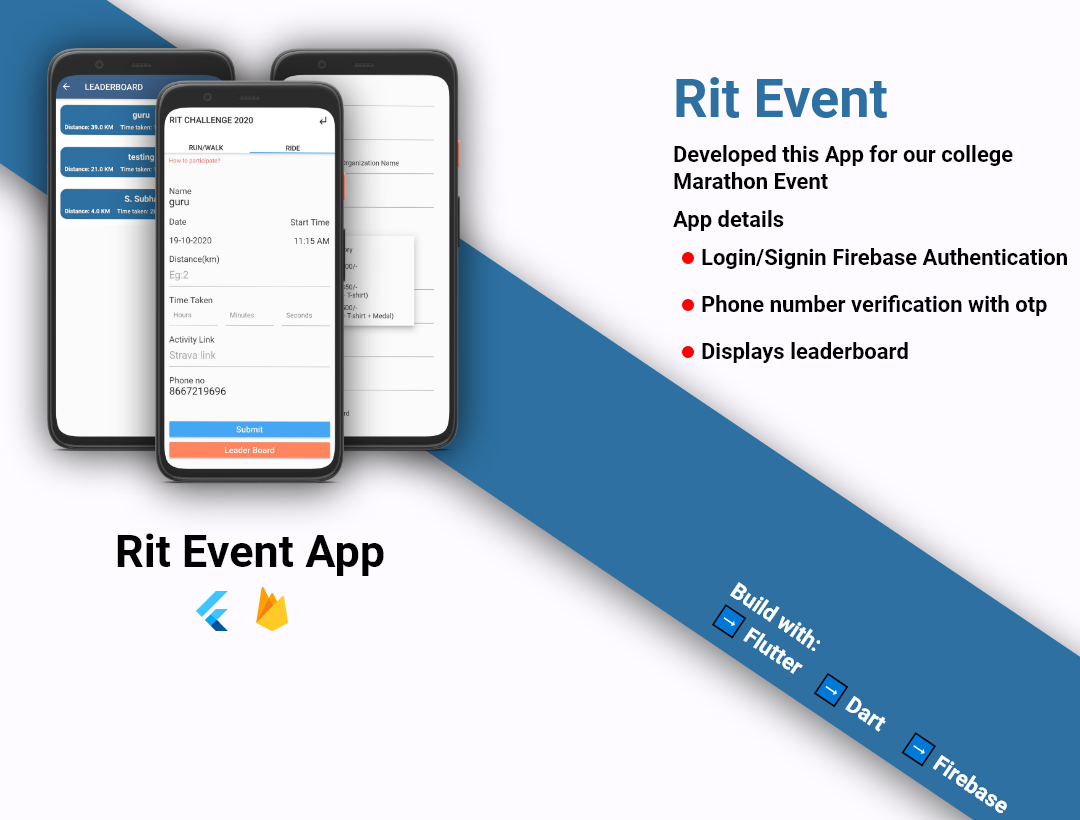 LEADERBOARD
guru
Distance: 39.0 KM Time taken:
testing
Distance: 21.0 KM Time taken:
S. Subh
Distance: 4.0 KM Time taken:
RIT CHALLENGE 2020
RUN/WALK RIDE
How to participate?
Name
guru
Date Start Time
19-10-2020 11:15 AM
Distance(km)
Eg:2
Time Taken
Hours Minutes Seconds
Activity Link
Strava link
Phone no
8667219696
Submit
Leader Board
Organization Name
T-shirt)
T-shirt + Medal)
Rit Event App
Rit Event
Developed this App for our college
Marathon Event
App details
Login/Signin Firebase Authentication
Phone number verification with otp
Displays leaderboard
Build with:
Flutter
Dart
Firebase